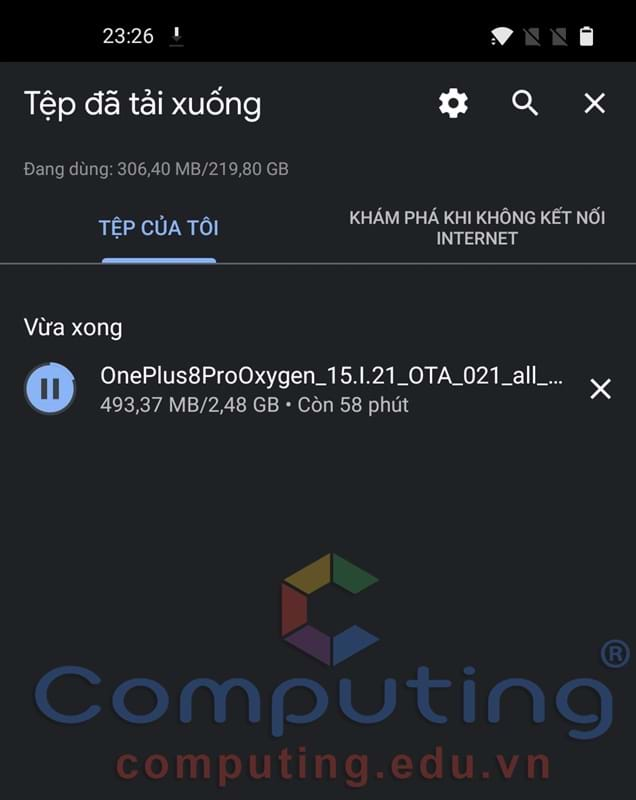 23:26
Tệp đã tải xuống
Đang dùng: 306,40 MB/219,80 GB
TỆP CỦA TÔI
KHÁM PHÁ KHI KHÔNG KẾT NỐI
INTERNET
Vừa xong
OnePlus8ProOxygen_15.I.21_OTA_021_all_...
493,37 MB/2,48 GB • Còn 58 phút
Computing®
computing.edu.vn